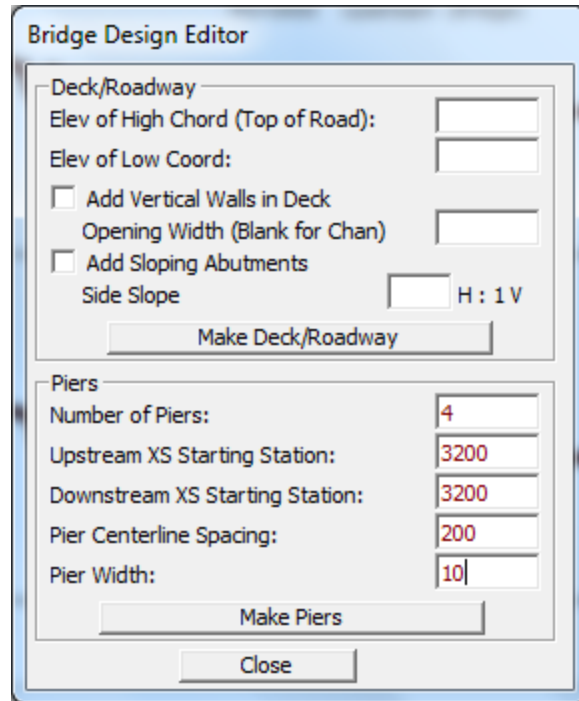 Bridge Design Editor
Deck/Roadway
Elev of High Chord (Top of Road):
Elev of Low Coord:
Add Vertical Walls in Deck
Opening Width (Blank for Chan)
Add Sloping Abutments
Side Slope H : 1 V
Make Deck/Roadway
Piers
Number of Piers: 4
Upstream XS Starting Station: 3200
Downstream XS Starting Station: 3200
Pier Centerline Spacing: 200
Pier Width: 10
Make Piers
Close